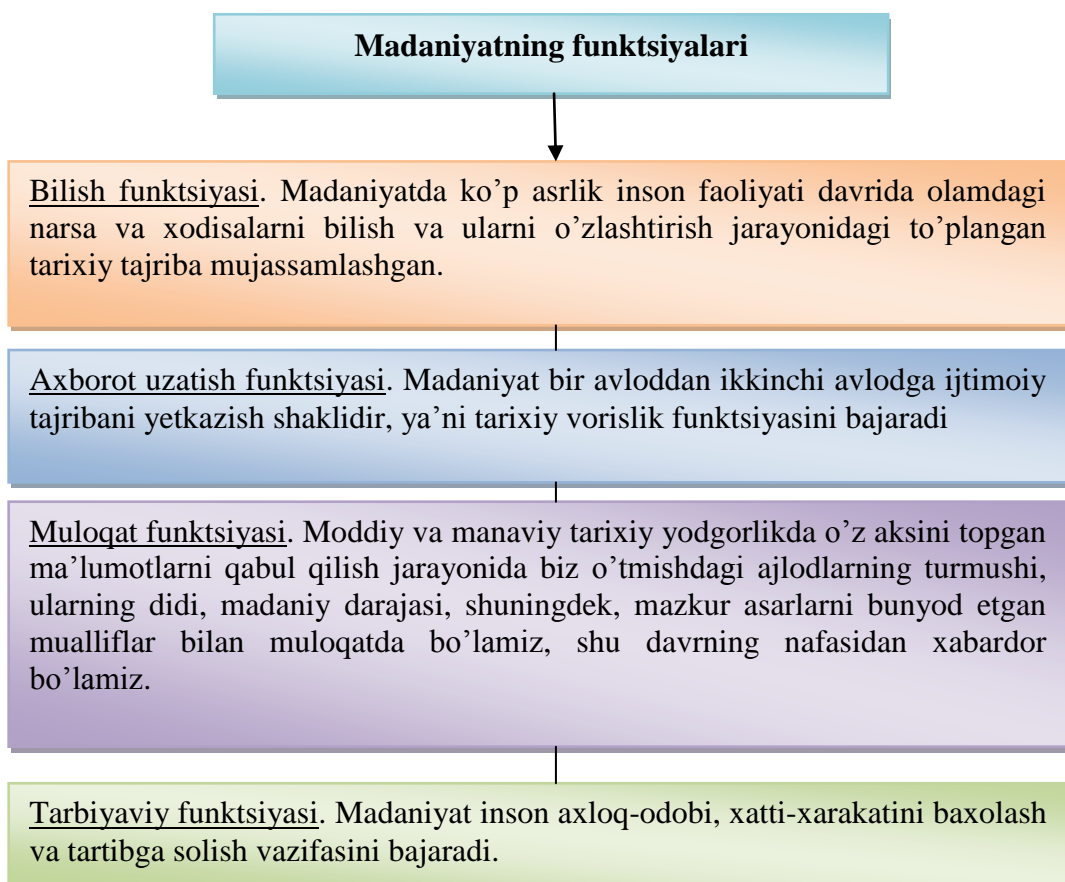 Madaniyatning funktsiyalari
Bilish funktsiyasi. Madaniyatda ko’p asrlik inson faoliyati davrida olamdagi
narsa va xodisalarni bilish va ularni o’zlashtirish jarayonidagi to’plangan
tarixiy tajriba mujassamlashgan.
Axborot uzatish funktsiyasi. Madaniyat bir avloddan ikkinchi avlodga ijtimoiy
tajribani yetkazish shaklidir, ya’ni tarixiy vorislik funktsiyasini bajaradi
Muloqat funktsiyasi. Moddiy va manaviy tarixiy yodgorlikda o’z aksini topgan
ma’lumotlarni qabul qilish jarayonida biz o’tmishdagi ajlodlarning turmushi,
ularning didi, madaniy darajasi, shuningdek, mazkur asarlarni bunyod etgan
mualliflar bilan muloqatda bo’lamiz, shu davrning nafasidan xabardor
bo’lamiz.
Tarbiyaviy funktsiyasi. Madaniyat inson axloq-odobi, xatti-xarakatini baxolash
va tartibga solish vazifasini bajaradi.